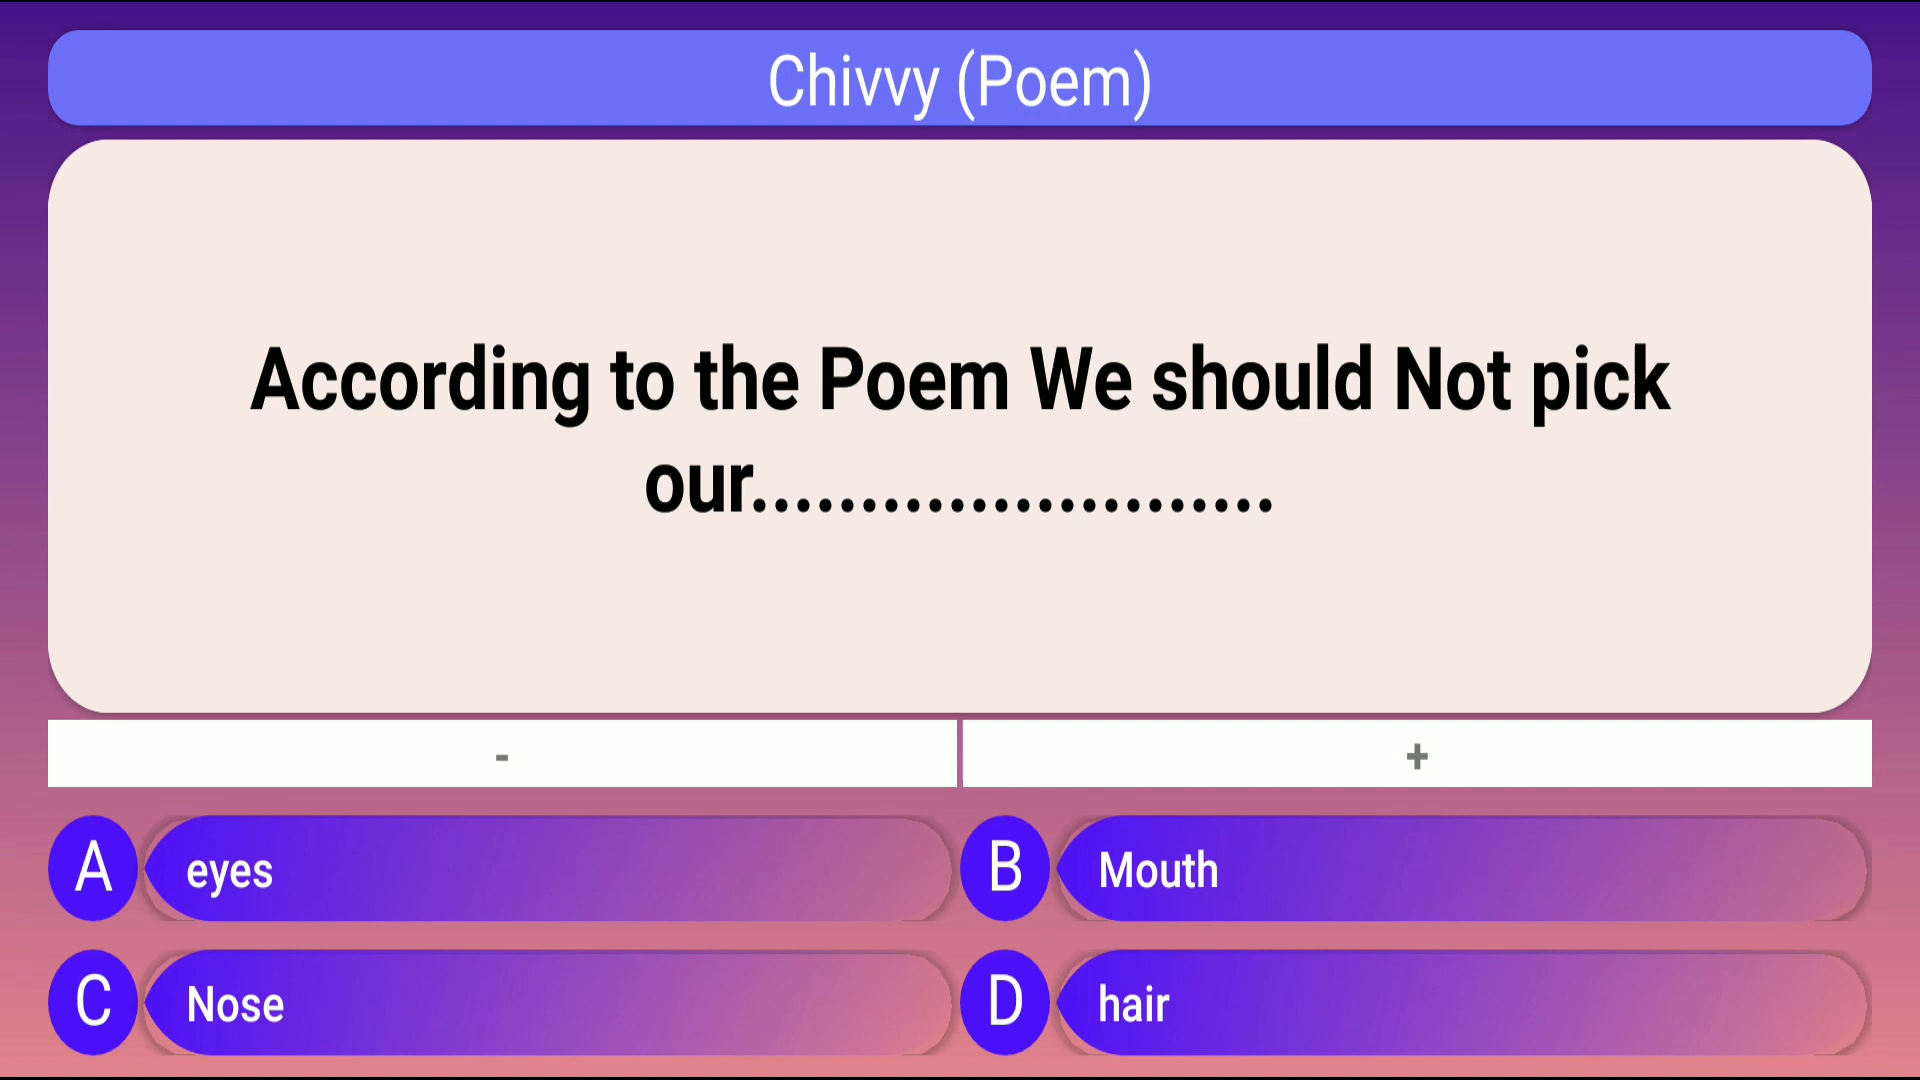 Chivvy (Poem)
According to the Poem We should Not pick
our........................
-
+
A
eyes
B
Mouth
C
Nose
D
hair